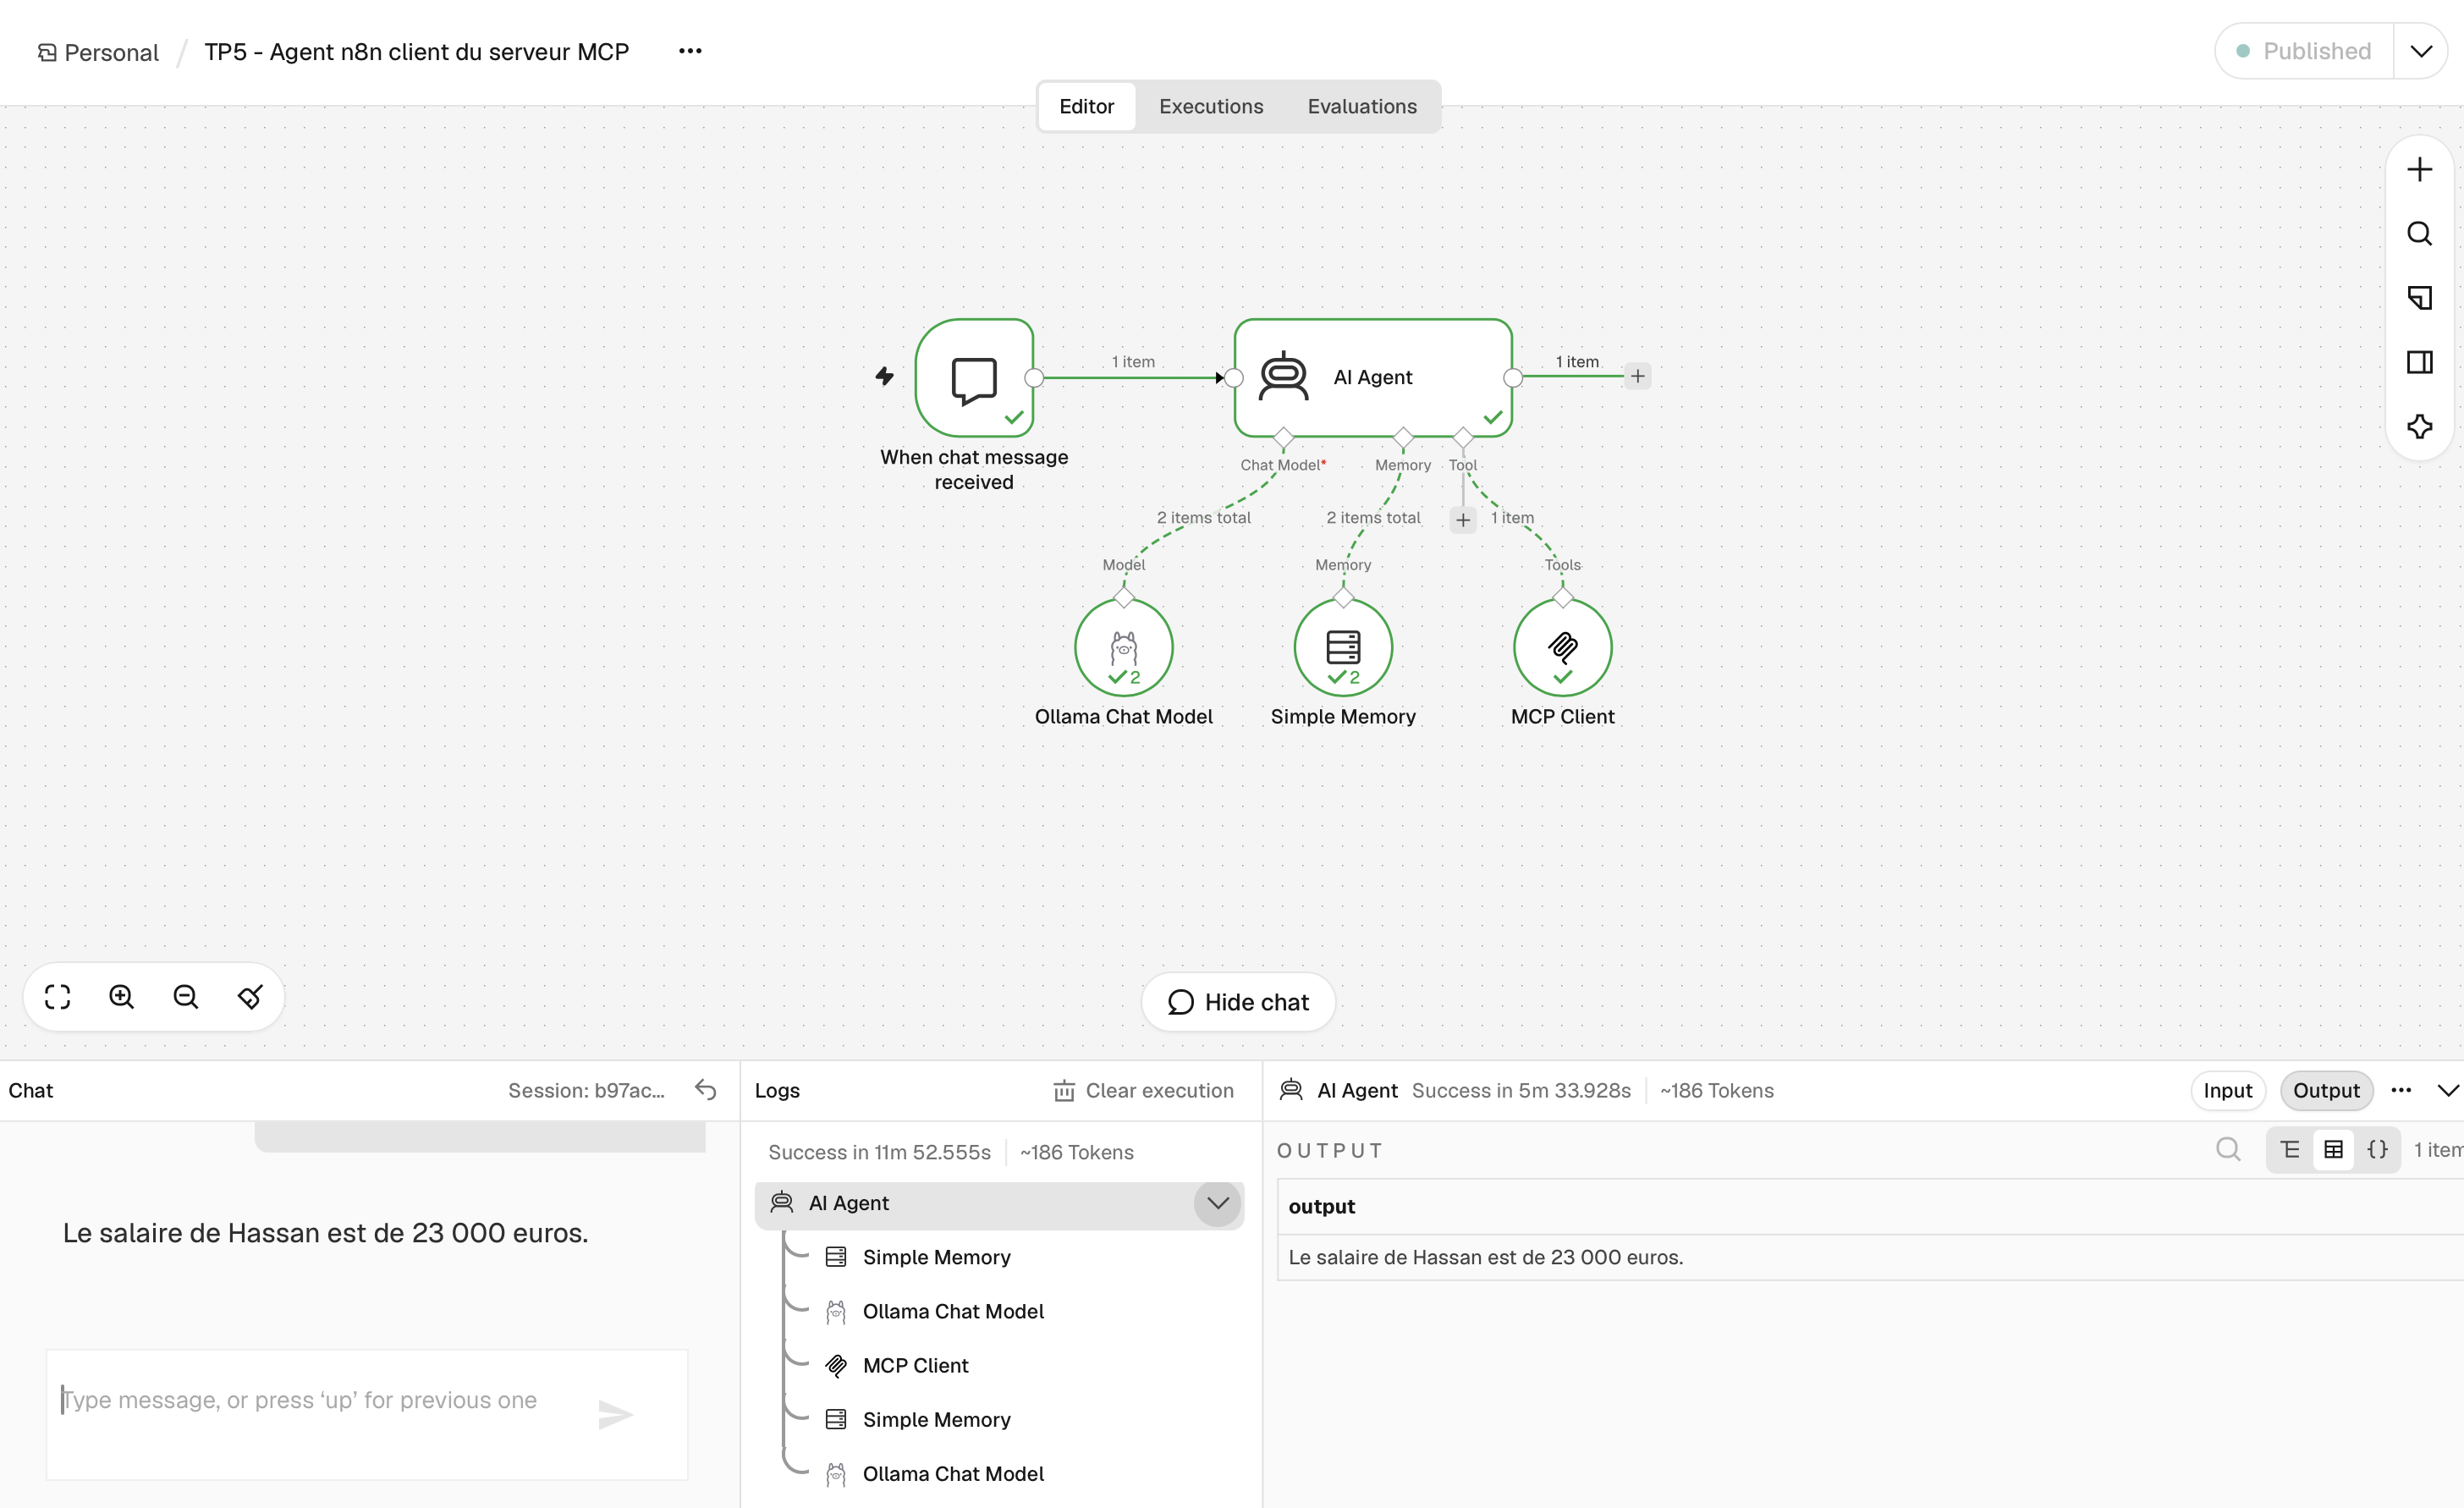 Personal / TP5 - Agent n8n client du serveur MCP
Published
Editor Executions Evaluations
1 item
AI Agent
1 item
When chat message
received
Chat Model* Memory Tool
2 items total 2 items total 1 item
Model Memory Tools
2 2
Ollama Chat Model Simple Memory MCP Client
Hide chat
Chat Session: b97ac...
Le salaire de Hassan est de 23 000 euros.
Type message, or press ‘up’ for previous one
Logs Clear execution
Success in 11m 52.555s ~186 Tokens
AI Agent
Simple Memory
Ollama Chat Model
MCP Client
Simple Memory
Ollama Chat Model
AI Agent Success in 5m 33.928s ~186 Tokens Input Output
OUTPUT 1 item
output
Le salaire de Hassan est de 23 000 euros.